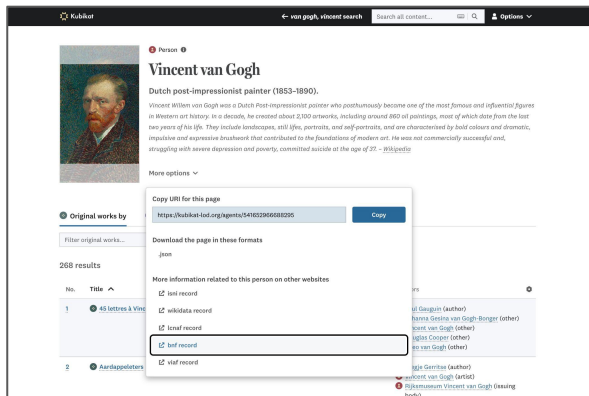 Kubikat
← van gogh, vincent search
Search all content...
Options
Person
Vincent van Gogh
Dutch post-impressionist painter (1853-1890).
Vincent Willem van Gogh was a Dutch Post-Impressionist painter who posthumously became one of the most famous and influential figures
in Western art history. In a decade, he created about 2,100 artworks, including around 860 oil paintings, most of which date from the last
two years of his life. They include landscapes, still lifes, portraits, and self-portraits, and are characterised by bold colours and dramatic,
impulsive and expressive brushwork that contributed to the foundations of modern art. He was not commercially successful and,
struggling with severe depression and poverty, committed suicide at the age of 37. – Wikipedia
More options
Copy URI for this page
https://kubikat-lod.org/agents/541652966688295
Copy
Download the page in these formats
.json
More information related to this person on other websites
isni record
wikidata record
lcnaf record
bnf record
viaf record
Original works by
Filter original works...
268 results
No. Title
1 45 lettres à Vinc
Gauguin (author)
Gesina van Gogh-Bonger (other)
van Gogh (other)
Cooper (other)
van Gogh (other)
2 Aardappeleters
Gerritse (author)
Vincent van Gogh (artist)
Rijksmuseum Vincent van Gogh (issuing
body)